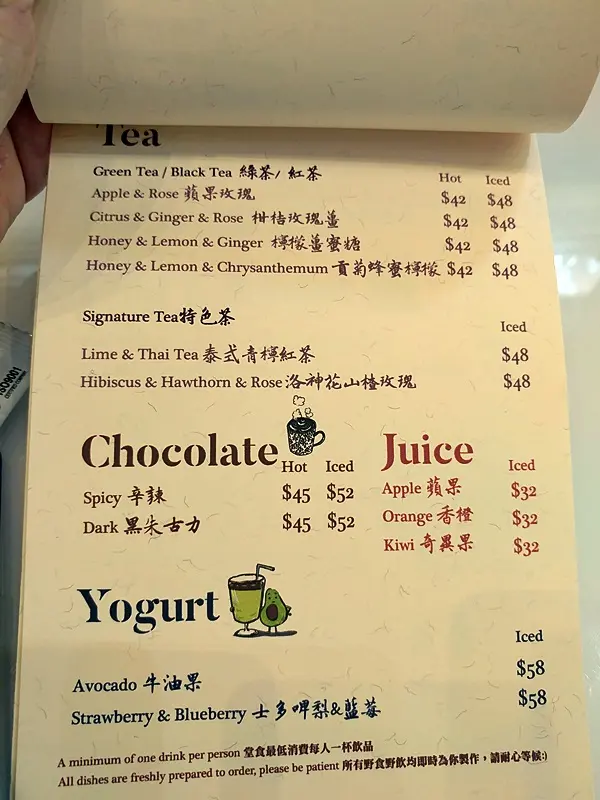 Tea
Green Tea / Black Tea 綠茶/ 紅茶
Hot Iced
Apple & Rose 蘋果玫瑰 $42 $48
Citrus & Ginger & Rose 柑桔玫瑰薑 $42 $48
Honey & Lemon & Ginger 檸檬薑蜜糖 $42 $48
Honey & Lemon & Chrysanthemum 貢菊蜂蜜檸檬 $42 $48
Signature Tea特色茶
Iced
Lime & Thai Tea 泰式青檸紅茶 $48
Hibiscus & Hawthorn & Rose 洛神花山楂玫瑰 $48
Chocolate
Hot Iced
Spicy 辛辣 $45 $52
Dark 黑朱古力 $45 $52
Juice
Iced
Apple 蘋果 $32
Orange 香橙 $32
Kiwi 奇異果 $32
Yogurt
Iced
Avocado 牛油果 $58
Strawberry & Blueberry 士多啤梨&藍莓 $58
A minimum of one drink per person 堂食最低消費每人一杯飲品
All dishes are freshly prepared to order, please be patient 所有野食野飲均即時為你製作，請耐心等候:)